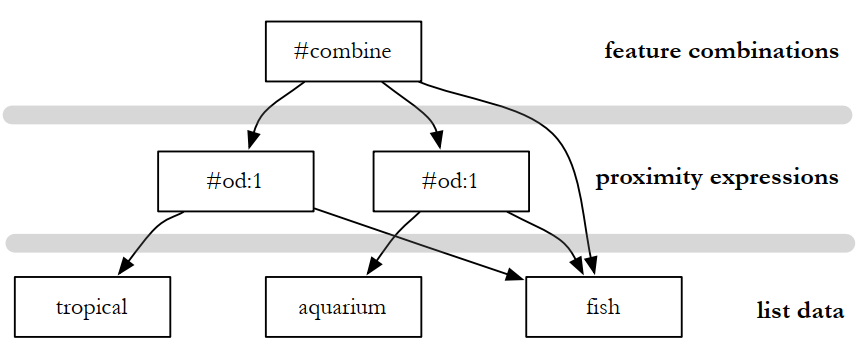 #combine
feature combinations
#od:1
#od:1
proximity expressions
tropical
aquarium
fish
list data